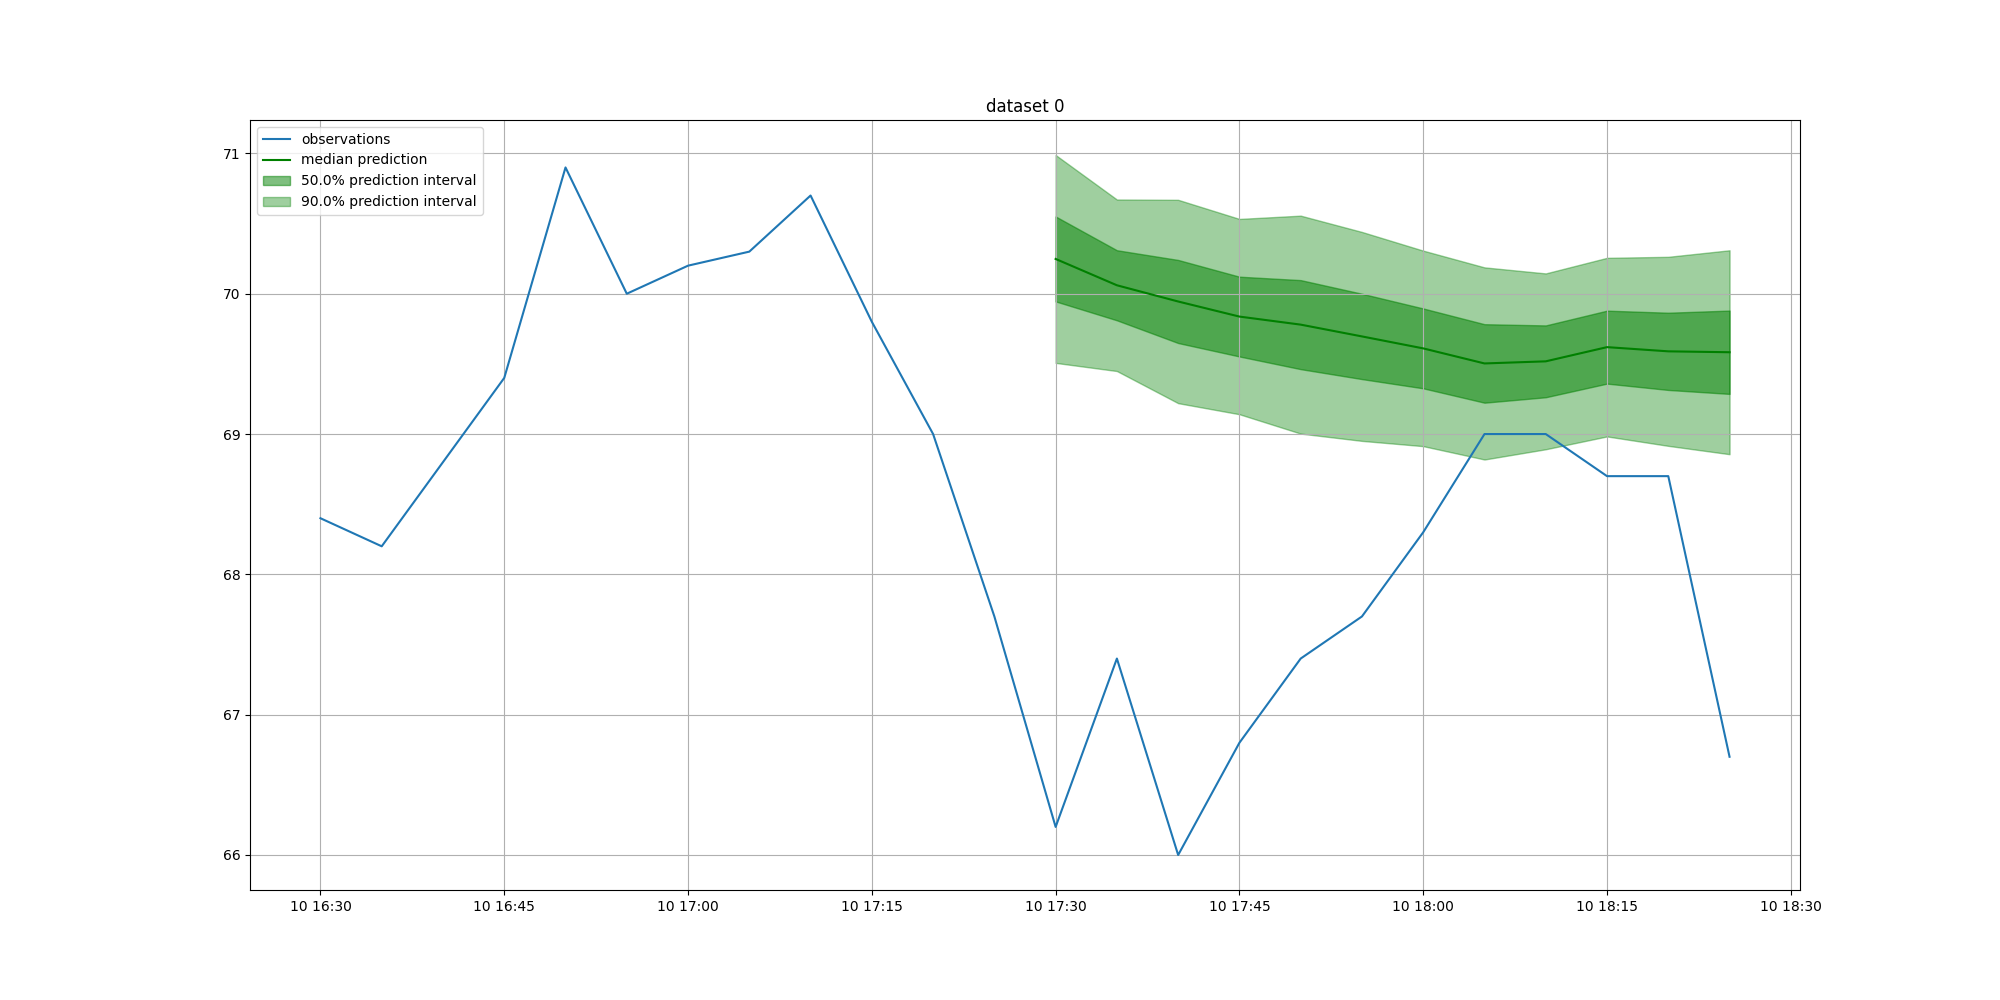 dataset 0
observations
median prediction
50.0% prediction interval
90.0% prediction interval
71
70
69
68
67
66
10 16:30 10 16:45 10 17:00 10 17:15 10 17:30 10 17:45 10 18:00 10 18:15 10 18:30